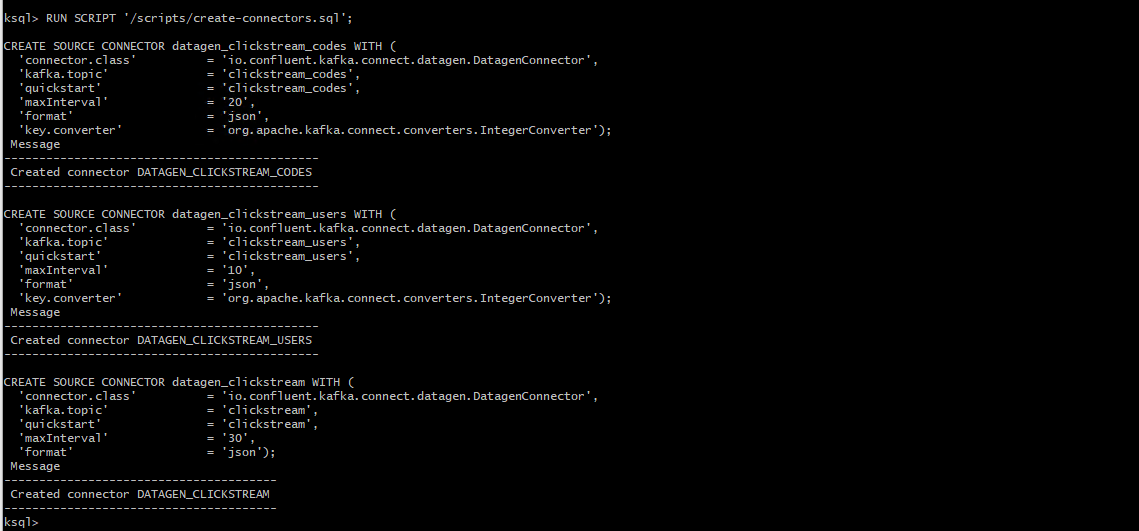 ksql> RUN SCRIPT '/scripts/create-connectors.sql';
CREATE SOURCE CONNECTOR datagen_clickstream_codes WITH (
  'connector.class'          = 'io.confluent.kafka.connect.datagen.DatagenConnector',
  'kafka.topic'              = 'clickstream_codes',
  'quickstart'               = 'clickstream_codes',
  'maxInterval'              = '20',
  'format'                   = 'json',
  'key.converter'            = 'org.apache.kafka.connect.converters.IntegerConverter');
 Message
---------------------------------------------
 Created connector DATAGEN_CLICKSTREAM_CODES
---------------------------------------------
CREATE SOURCE CONNECTOR datagen_clickstream_users WITH (
  'connector.class'          = 'io.confluent.kafka.connect.datagen.DatagenConnector',
  'kafka.topic'              = 'clickstream_users',
  'quickstart'               = 'clickstream_users',
  'maxInterval'              = '10',
  'format'                   = 'json',
  'key.converter'            = 'org.apache.kafka.connect.converters.IntegerConverter');
 Message
---------------------------------------------
 Created connector DATAGEN_CLICKSTREAM_USERS
---------------------------------------------
CREATE SOURCE CONNECTOR datagen_clickstream WITH (
  'connector.class'          = 'io.confluent.kafka.connect.datagen.DatagenConnector',
  'kafka.topic'              = 'clickstream',
  'quickstart'               = 'clickstream',
  'maxInterval'              = '30',
  'format'                   = 'json');
 Message
---------------------------------------
 Created connector DATAGEN_CLICKSTREAM
---------------------------------------
ksql>